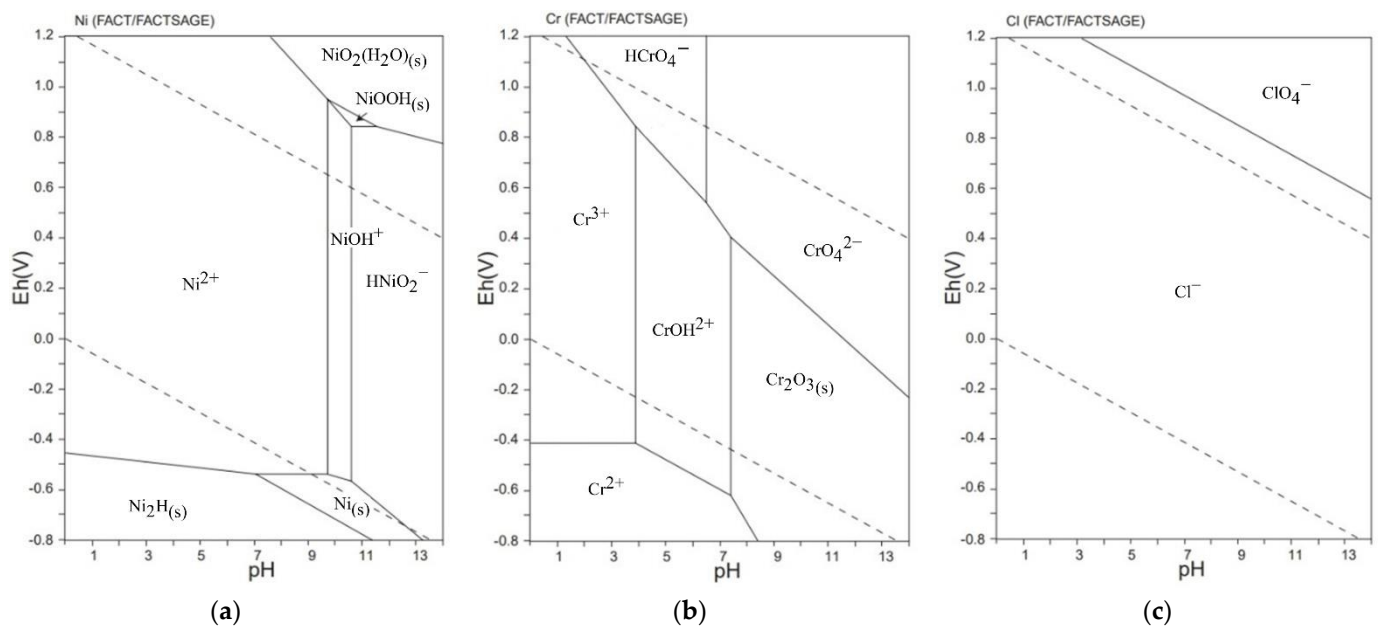 Ni (FACT/FACTSAGE)
1.2
1.0
0.8
0.6
0.4
0.2
0.0
-0.2
-0.4
-0.6
-0.8
Eh(V)
NiO₂(H₂O)(s)
NiOOH(s)
NiOH⁺
Ni²⁺
HNiO₂⁻
Ni₂H(s)
Ni(s)
1 3 5 7 9 11 13
pH
(a)
Cr (FACT/FACTSAGE)
1.2
1.0
0.8
0.6
0.4
0.2
0.0
-0.2
-0.4
-0.6
-0.8
Eh(V)
HCrO₄⁻
Cr³⁺
CrO₄²⁻
CrOH²⁺
Cr₂O₃(s)
Cr²⁺
1 3 5 7 9 11 13
pH
(b)
Cl (FACT/FACTSAGE)
1.2
1.0
0.8
0.6
0.4
0.2
0.0
-0.2
-0.4
-0.6
-0.8
Eh(V)
ClO₄⁻
Cl⁻
1 3 5 7 9 11 13
pH
(c)